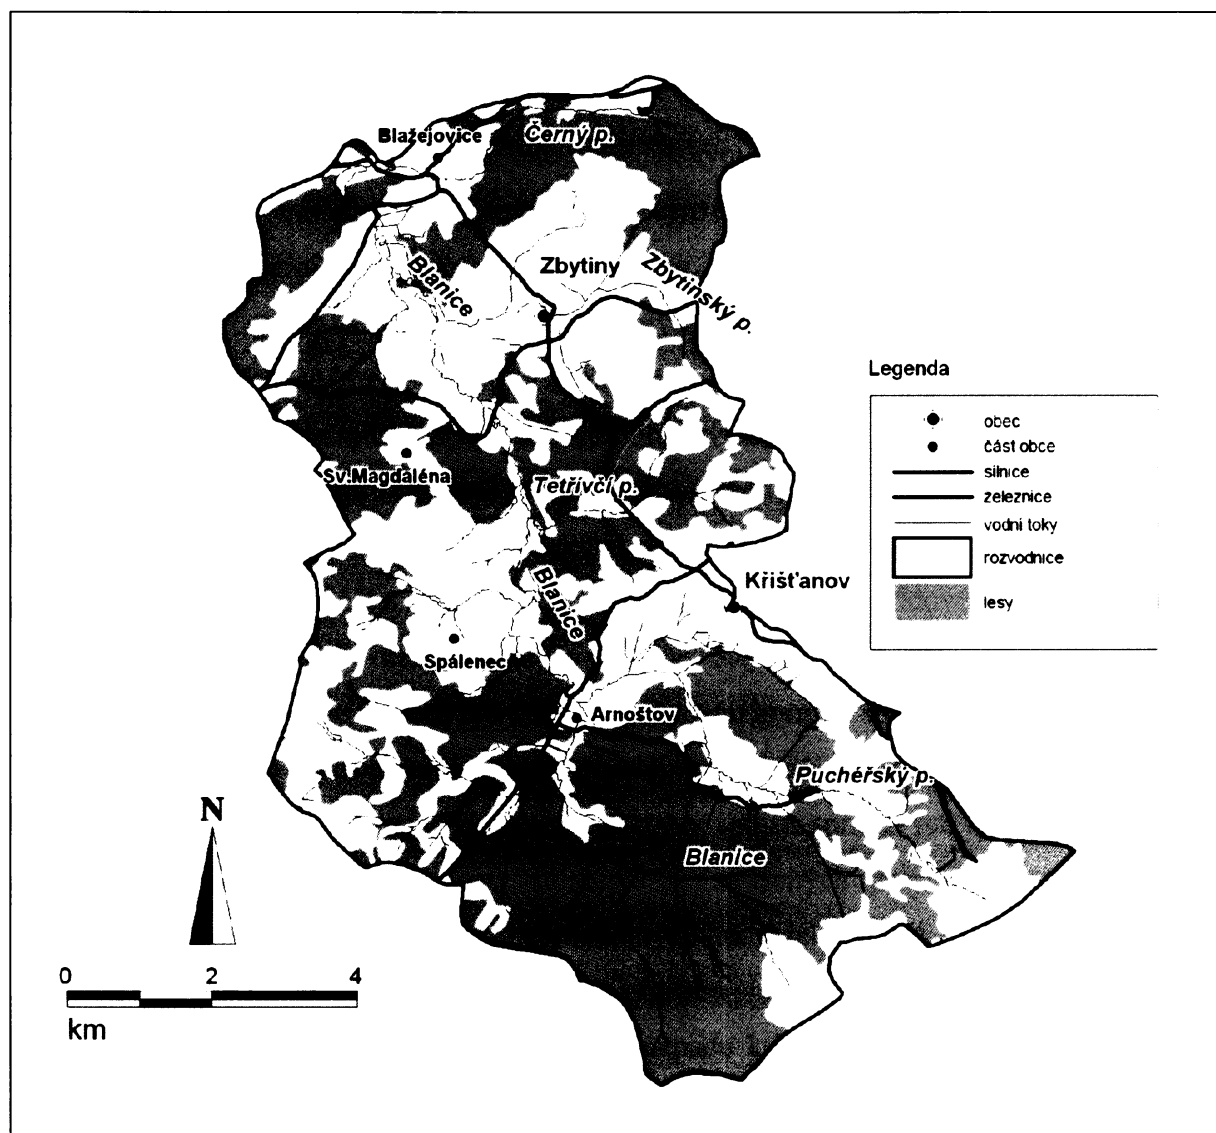 Blažejovice
Černý p.
Blanice
Zbytiny
Zbytinský p.
Sv.Magdaléna
Tetřívčí p.
Blanice
Křišťanov
Spálenec
Arnoštov
Puchéřský p.
Blanice
N
0 2 4
km
Legenda
obec
část obce
silnice
železnice
vodní toky
rozvodnice
lesy